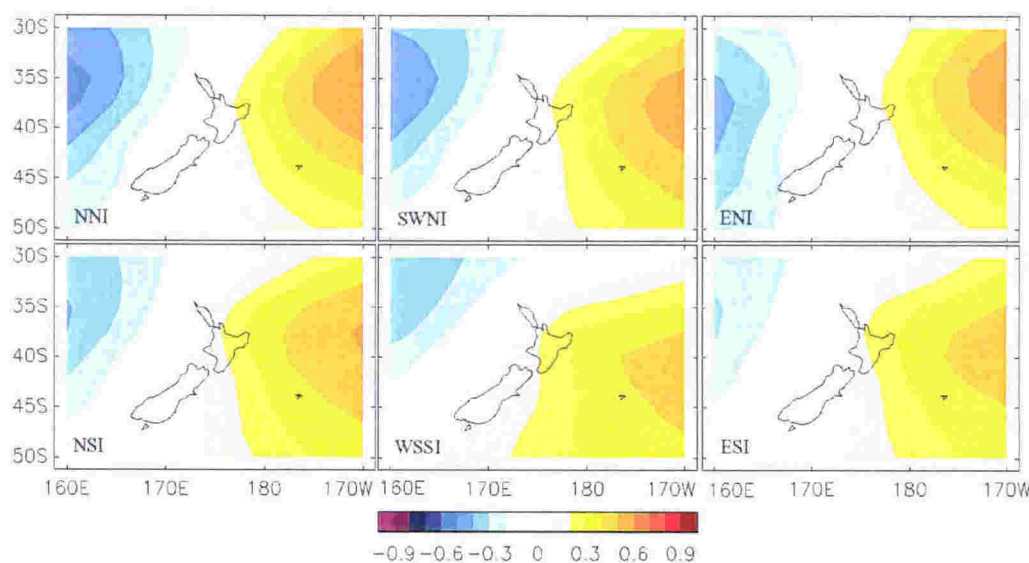 30S
35S
40S
45S
50S
NNI
SWNI
ENI
30S
35S
40S
45S
50S
NSI
WSSI
ESI
160E 170E 180 170W 160E 170E 180 170W 160E 170E 180 170W
-0.9 -0.6 -0.3 0 0.3 0.6 0.9